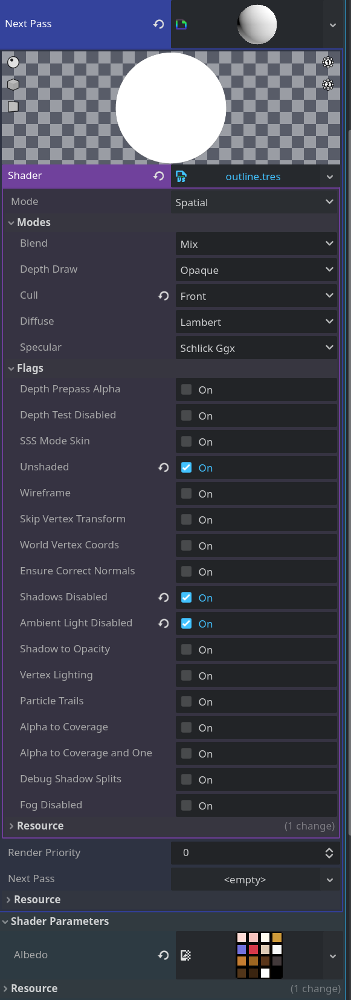 Next Pass
Shader outline.tres
Mode Spatial
Modes
Blend Mix
Depth Draw Opaque
Cull Front
Diffuse Lambert
Specular Schlick Ggx
Flags
Depth Prepass Alpha On
Depth Test Disabled On
SSS Mode Skin On
Unshaded On
Wireframe On
Skip Vertex Transform On
World Vertex Coords On
Ensure Correct Normals On
Shadows Disabled On
Ambient Light Disabled On
Shadow to Opacity On
Vertex Lighting On
Particle Trails On
Alpha to Coverage On
Alpha to Coverage and One On
Debug Shadow Splits On
Fog Disabled On
Resource (1 change)
Render Priority 0
Next Pass <empty>
Resource
Shader Parameters
Albedo
Resource (1 change)